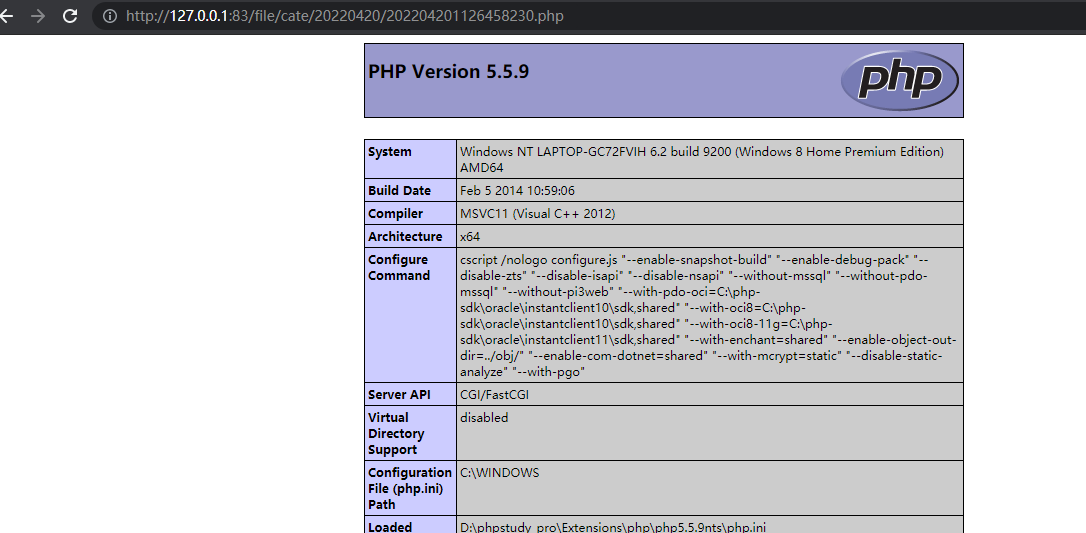 http://127.0.0.1:83/file/cate/20220420/202204201126458230.php
PHP Version 5.5.9
php
System
Windows NT LAPTOP-GC72FVIH 6.2 build 9200 (Windows 8 Home Premium Edition)
AMD64
Build Date
Feb 5 2014 10:59:06
Compiler
MSVC11 (Visual C++ 2012)
Architecture
x64
Configure
Command
cscript /nologo configure.js "--enable-snapshot-build" "--enable-debug-pack" "--
disable-zts" "--disable-isapi" "--disable-nsapi" "--without-mssql" "--without-pdo-
mssql" "--without-pi3web" "--with-pdo-oci=C:\php-
sdk\oracle\instantclient10\sdk,shared" "--with-oci8=C:\php-
sdk\oracle\instantclient10\sdk,shared" "--with-oci8-11g=C:\php-
sdk\oracle\instantclient11\sdk,shared" "--with-enchant=shared" "--enable-object-out-
dir=../obj/" "--enable-com-dotnet=shared" "--with-mcrypt=static" "--disable-static-
analyze" "--with-pgo"
Server API
CGI/FastCGI
Virtual
Directory
Support
disabled
Configuration
File (php.ini)
Path
C:\WINDOWS
Loaded
D:\phpstudy_pro\Extensions\php\php5.5.9nts\php.ini